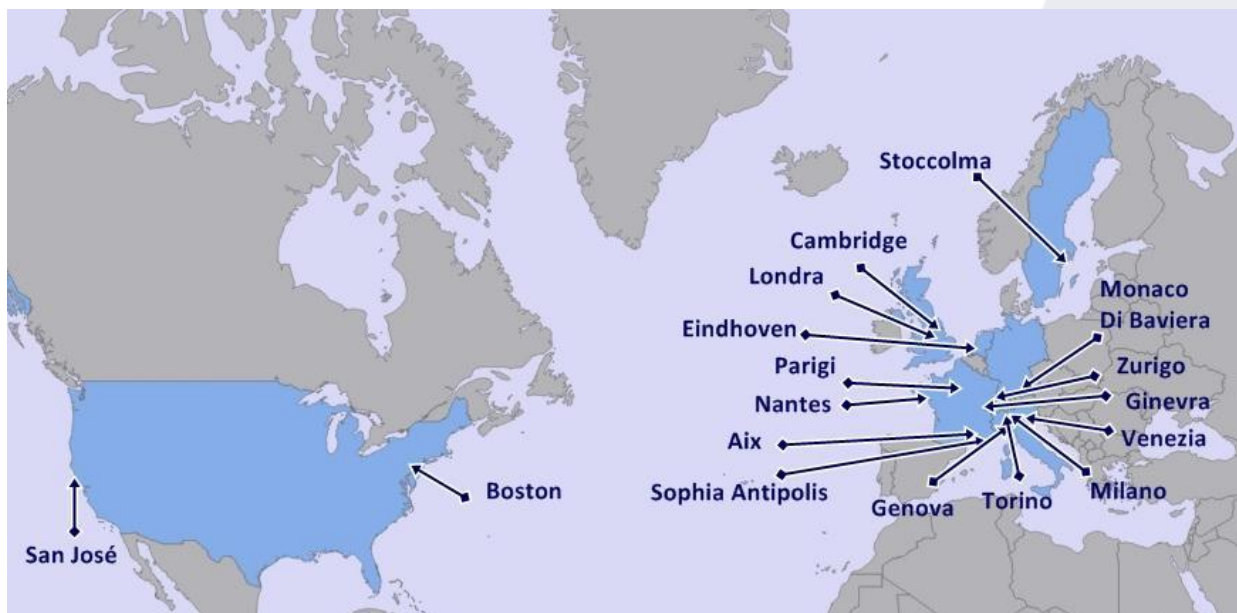 Stoccolma
Cambridge
Londra
Monaco
Di Baviera
Eindhoven
Parigi
Zurigo
Nantes
Ginevra
Aix
Venezia
Sophia Antipolis
Genova
Torino
Milano
Boston
San José